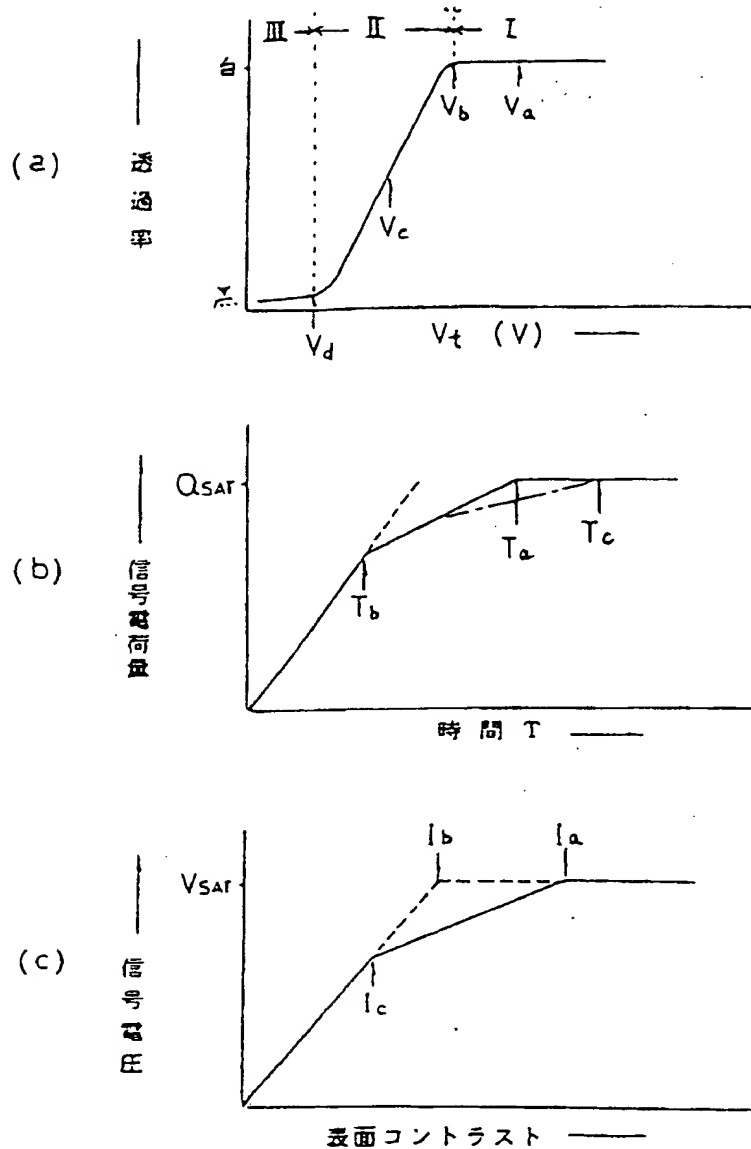 III II I
白
Vb Va
(a)
透過率
Vc
黒
Vd
Vt (V)
QSAT
Ta Tc
(b)
Tb
信号電荷量
時間 T
Ib Ia
VSAT
(c)
Ic
信号電圧
表面コントラスト